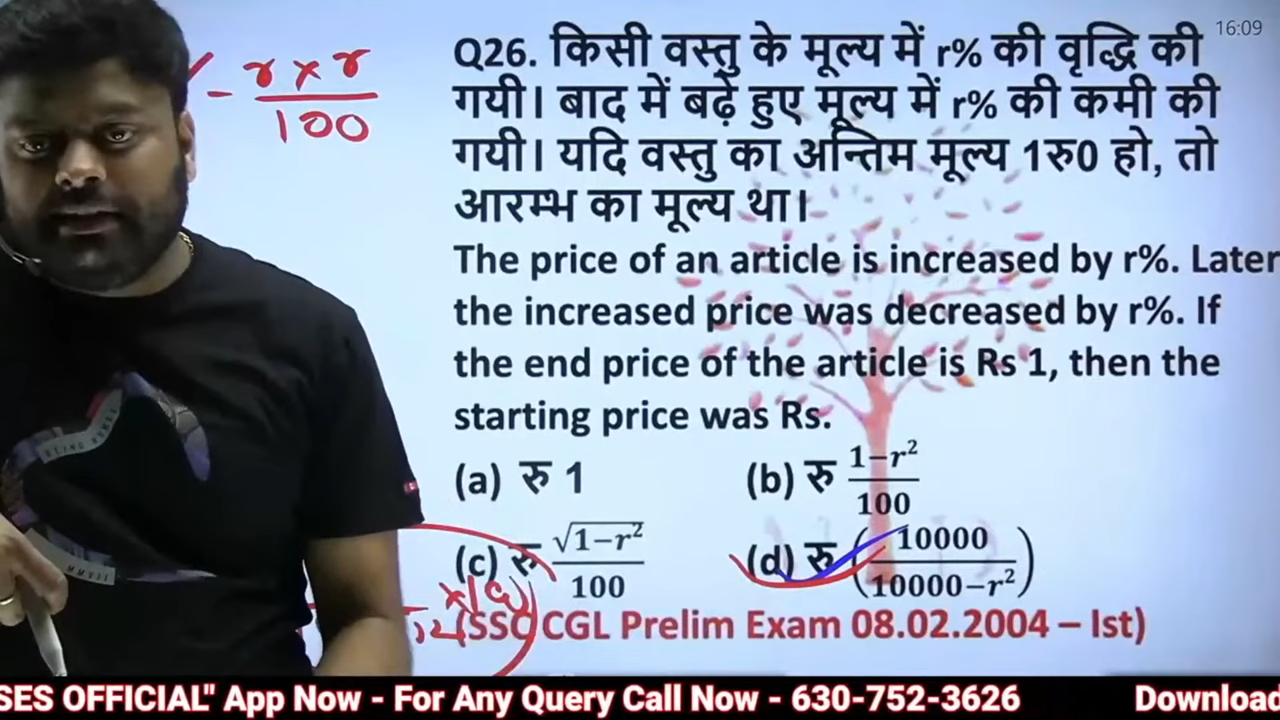 16:09
- r × r
100
Q26. किसी वस्तु के मूल्य में r% की वृद्धि की
गयी। बाद में बढ़े हुए मूल्य में r% की कमी की
गयी। यदि वस्तु का अन्तिम मूल्य 1रु0 हो, तो
आरम्भ का मूल्य था।
The price of an article is increased by r%. Later
the increased price was decreased by r%. If
the end price of the article is Rs 1, then the
starting price was Rs.
(a) रु 1 (b) रु 1−r²
100
(c) रु √1−r²
100
(d) रु (10000
10000−r²)
(SSC CGL Prelim Exam 08.02.2004 – Ist)
SES OFFICIAL" App Now - For Any Query Call Now - 630-752-3626 Download